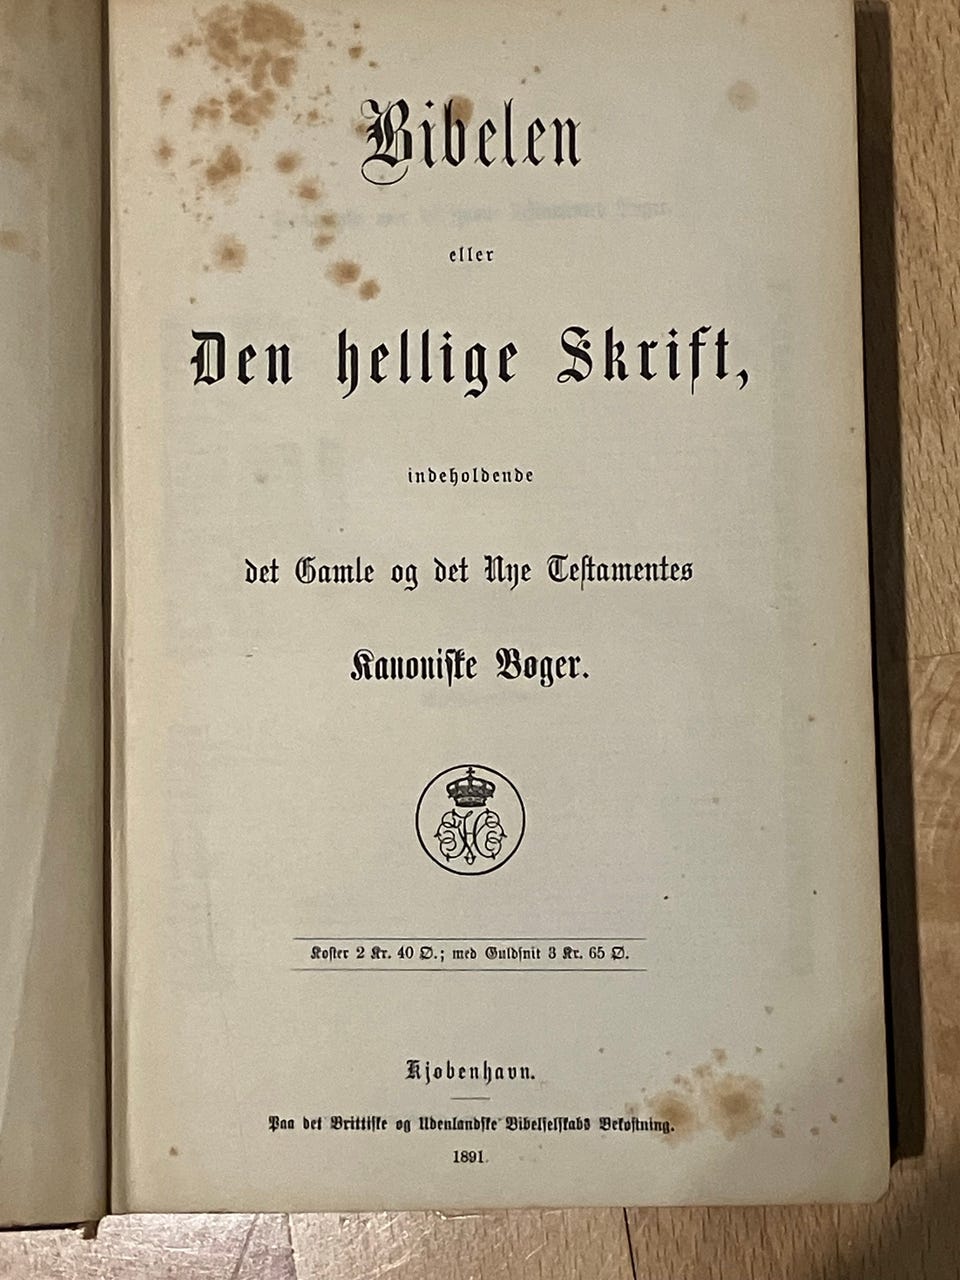 Bibelen
eller
Den hellige Skrift,
indeholdende
det Gamle og det Nye Testamentes
Kanoniske Bøger.
Koster 2 Kr. 40 Ø.; med Guldsnit 3 Kr. 65 Ø.
Kjøbenhavn.
Paa det Brittiske og Udenlandske Bibelselskabs Bekostning.
1891.